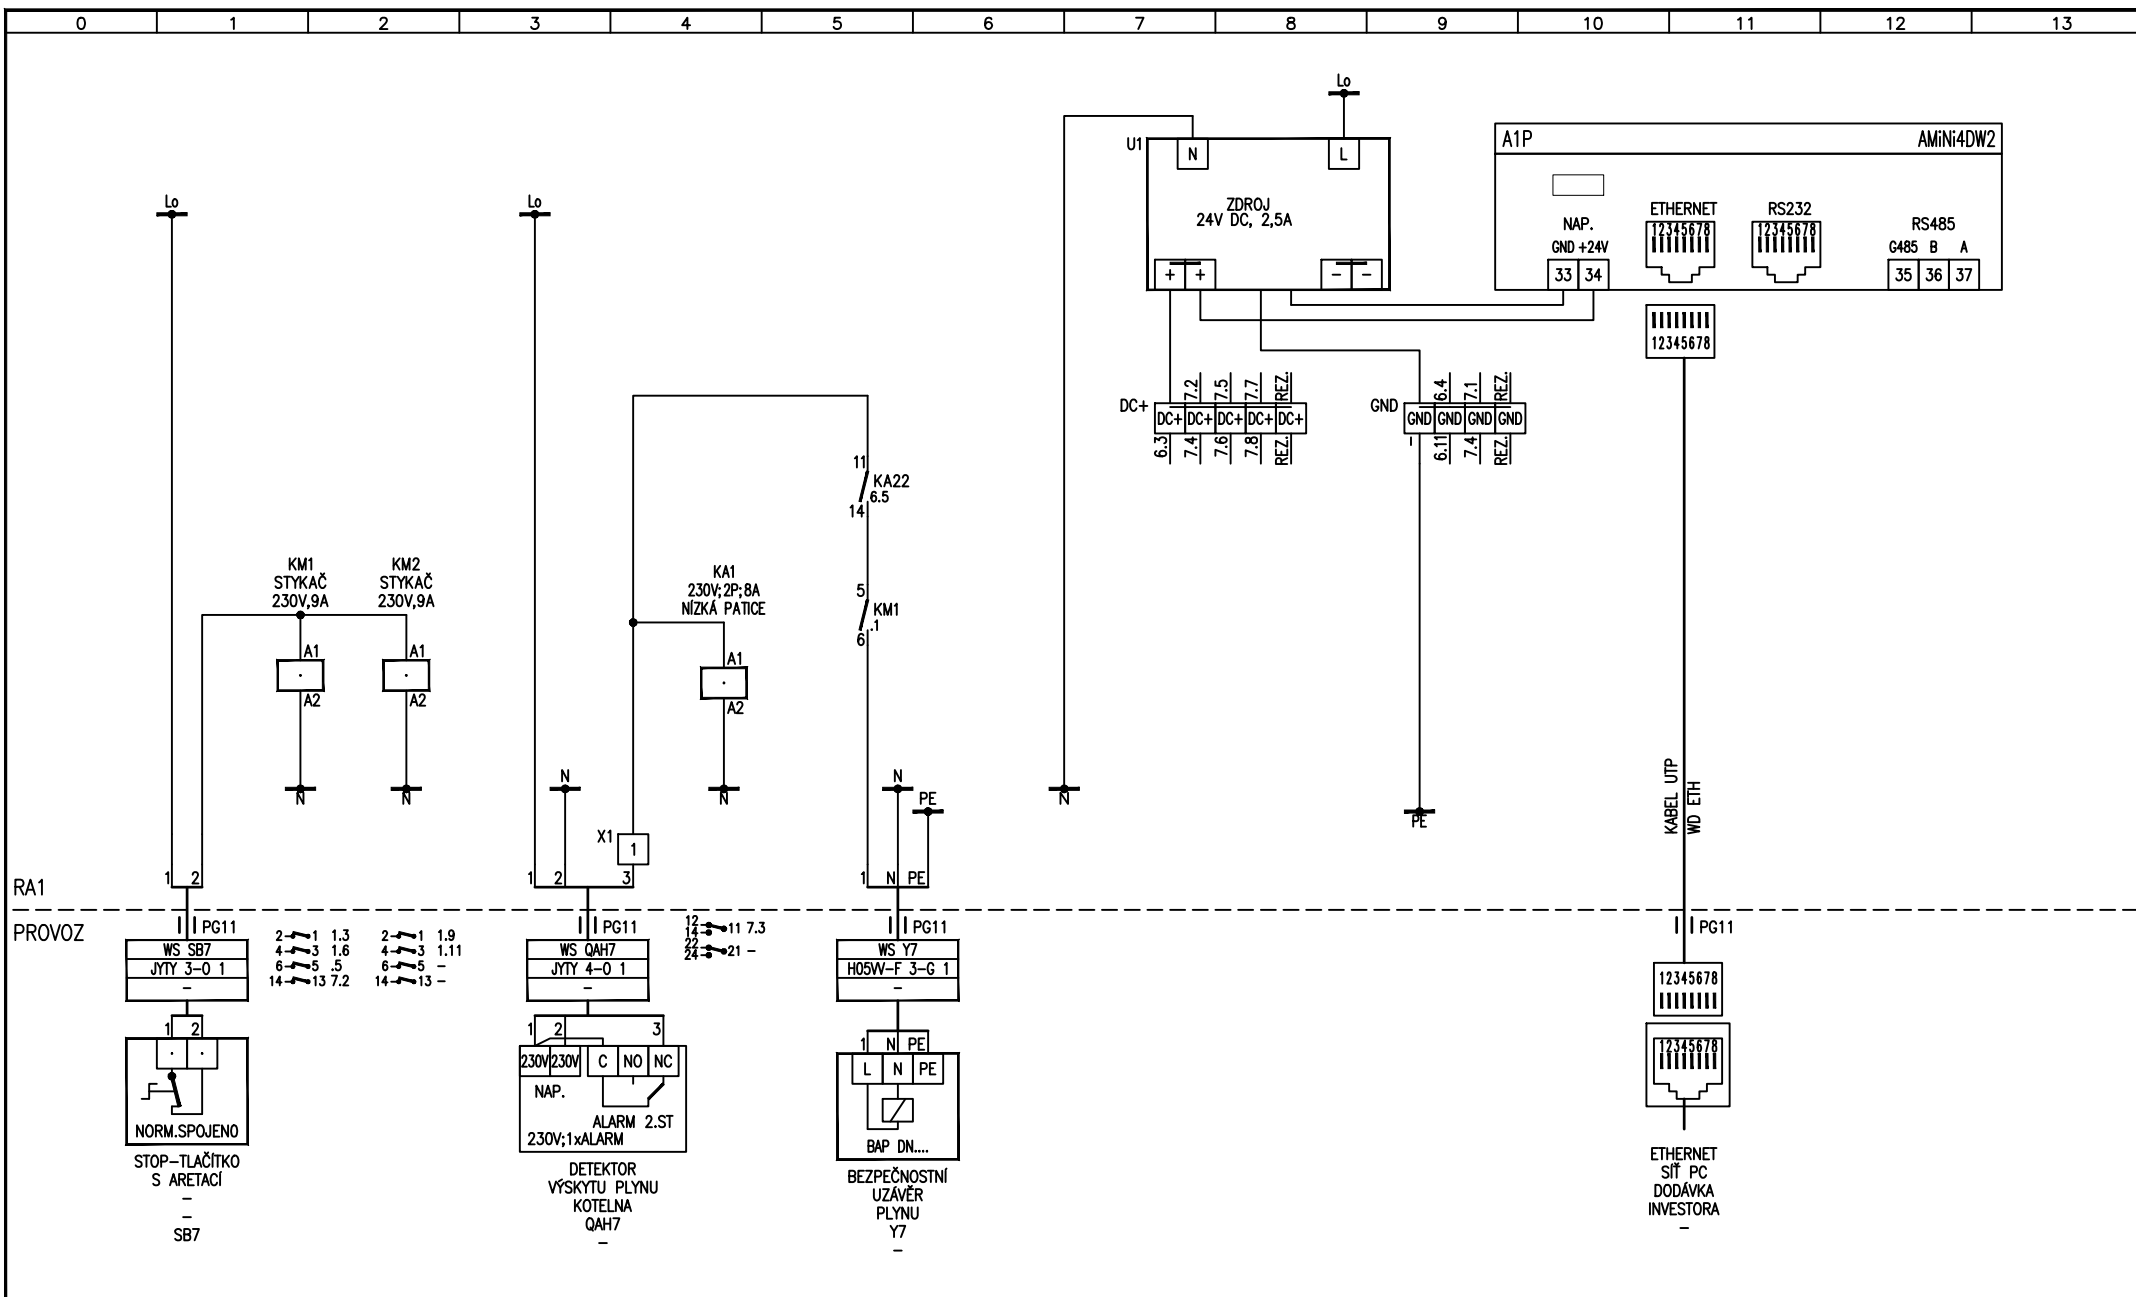 0 1 2 3 4 5 6 7 8 9 10 11 12 13
Lo
U1
N
L
ZDROJ
24V DC, 2,5A
+ +
- -
A1P
AMiNi4DW2
NAP.
GND +24V
33 34
ETHERNET
12345678
RS232
12345678
RS485
G485 B A
35 36 37
12345678
Lo
Lo
7.2 7.5 7.7 REZ.
DC+
DC+ DC+ DC+ DC+ DC+
6.3 7.4 7.6 7.8 REZ.
6.4 7.1 REZ.
GND
GND GND GND GND
- 6.11 7.4 REZ.
11
KA22
6.5
14
KM1
STYKAČ
230V,9A
A1
A2
N
KM2
STYKAČ
230V,9A
A1
A2
N
KA1
230V;2P;8A
NÍZKÁ PATICE
A1
A2
N
5
KM1
.1
6
N
N
PE
N
PE
KABEL UTP
WD ETH
X1
1
1 2
1 2 3
1 N PE
RA1
PROVOZ
PG11
WS SB7
JYTY 3-O 1
-
2 1 1.3
4 3 1.6
6 5 .5
14 13 7.2
2 1 1.9
4 3 1.11
6 5 -
14 13 -
PG11
WS QAH7
JYTY 4-O 1
-
12
14 11 7.3
22
24 21 -
PG11
WS Y7
H05VV-F 3-G 1
-
PG11
12345678
12345678
1 2
NORM.SPOJENO
STOP-TLAČÍTKO
S ARETACÍ
-
-
SB7
1 2 3
230V 230V C NO NC
NAP.
ALARM 2.ST
230V;1xALARM
DETEKTOR
VÝSKYTU PLYNU
KOTELNA
QAH7
-
1 N PE
L N PE
BAP DN....
BEZPEČNOSTNÍ
UZÁVĚR
PLYNU
Y7
-
ETHERNET
SÍŤ PC
DODÁVKA
INVESTORA
-